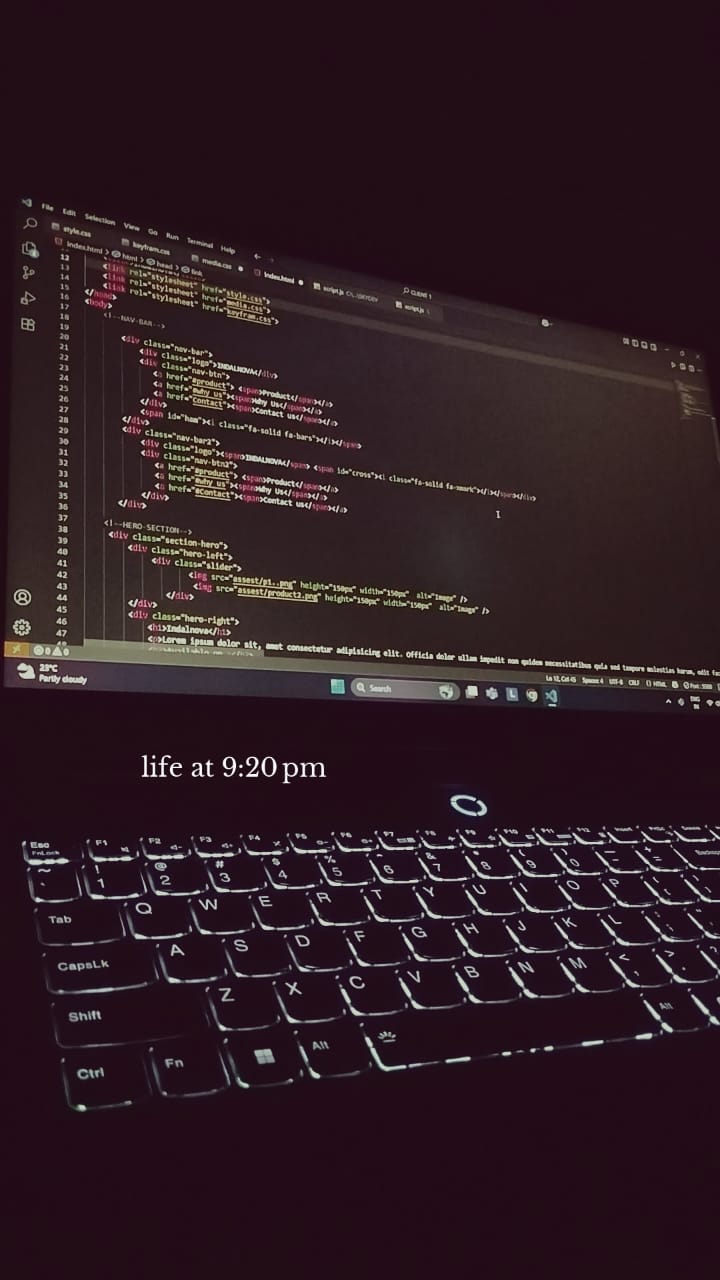 File Edit Selection View Go Run Terminal Help
CLIENT 1
style.css keyfram.css media.css index.html script.js script.js
index.html > html > head > link
12
13 <link rel="stylesheet" href="style.css">
14 <link rel="stylesheet" href="media.css">
15 <link rel="stylesheet" href="keyfram.css">
16 </head>
17 <body>
18 <!--NAV-BAR-->
19
20 <div class="nav-bar">
21 <div class="logo">INDALNOVA</div>
22 <div class="nav-btn">
23 <a href="#product"> <span>Product</span></a>
24 <a href="#why_us"><span>Why Us</span></a>
25 <a href="Contact"><span>Contact us</span></a>
26 </div>
27 <span id="ham"><i class="fa-solid fa-bars"></i></span>
28 </div>
29 <div class="nav-bar2">
30 <div class="logo"><span>INDALNOVA</span> <span id="cross"><i class="fa-solid fa-xmark"></i></span></div>
31 <div class="nav-btn2">
32 <a href="#product"> <span>Product</span></a>
33 <a href="#why_us"><span>Why Us</span></a>
34 <a href="#Contact"><span>Contact us</span></a>
35 </div>
36 </div>
37
38 <!--HERO-SECTION-->
39 <div class="section-hero">
40 <div class="hero-left">
41 <div class="slider">
42 <img src="assest/p1..png" height="150px" width="150px" alt="Image" />
43 <img src="assest/product2.png" height="150px" width="150px" alt="Image" />
44 </div>
45 </div>
46 <div class="hero-right">
47 <h1>Indalnova</h1>
48 <p>Lorem ipsum dolor sit, amet consectetur adipisicing elit. Officia dolor ullam impedit non quidem necessitatibus quia sed tempore molestias harum, odit
0 0
Ln 12, Col 45 Spaces: 4 UTF-8 CRLF HTML
23°C
Partly cloudy
Search
ENG
IN
life at 9:20 pm
Esc F1 F2 F3 F4 F5 F6 F7 F8 F9 F10 F11 F12 Insert
FnLock
~ ! @ # $ % ^ & * ( ) _ +
` 1 2 3 4 5 6 7 8 9 0 - =
Backspace
Tab Q W E R T Y U I O P
CapsLk A S D F G H J K L
Shift Z X C V B N M < >
Ctrl Fn Alt Alt